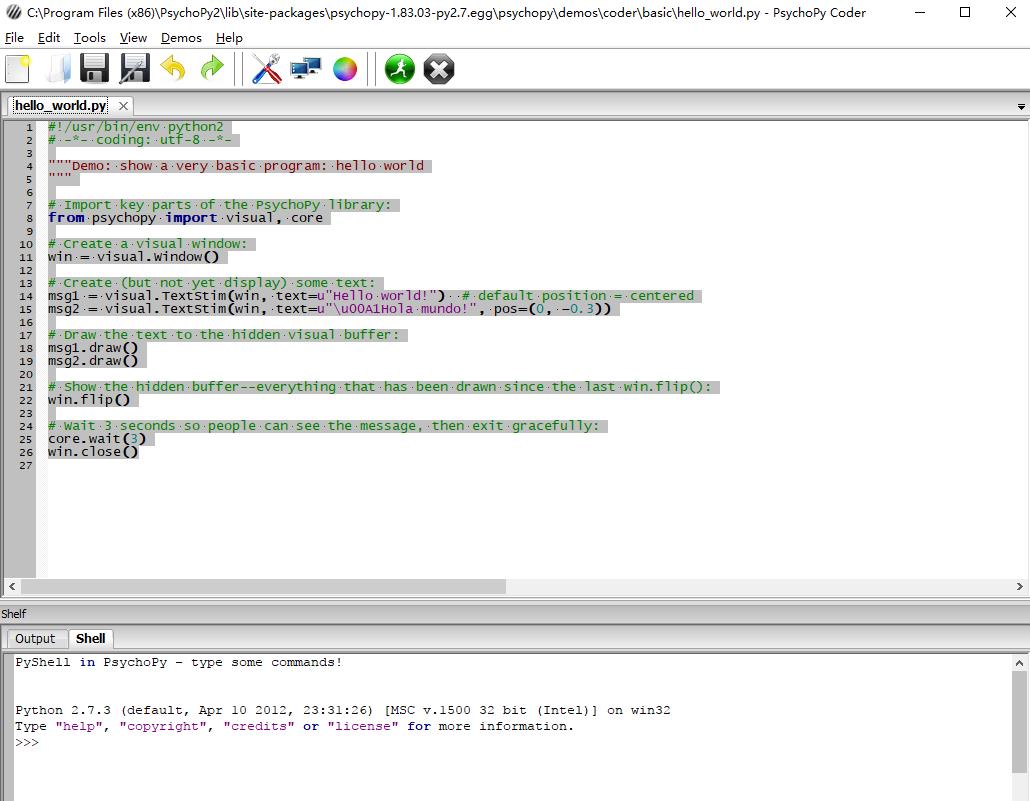 C:\Program Files (x86)\PsychoPy2\lib\site-packages\psychopy-1.83.03-py2.7.egg\psychopy\demos\coder\basic\hello_world.py - PsychoPy Coder
File Edit Tools View Demos Help
hello_world.py
1 #!/usr/bin/env python2
2 # -*- coding: utf-8 -*-
3
4 """Demo: show a very basic program: hello world
5 """
6
7 # Import key parts of the PsychoPy library:
8 from psychopy import visual, core
9
10 # Create a visual window:
11 win = visual.Window()
12
13 # Create (but not yet display) some text:
14 msg1 = visual.TextStim(win, text=u"Hello world!")  # default position = centered
15 msg2 = visual.TextStim(win, text=u"\u00A1Hola mundo!", pos=(0, -0.3))
16
17 # Draw the text to the hidden visual buffer:
18 msg1.draw()
19 msg2.draw()
20
21 # Show the hidden buffer--everything that has been drawn since the last win.flip():
22 win.flip()
23
24 # Wait 3 seconds so people can see the message, then exit gracefully:
25 core.wait(3)
26 win.close()
27
Shelf
Output Shell
PyShell in PsychoPy - type some commands!
Python 2.7.3 (default, Apr 10 2012, 23:31:26) [MSC v.1500 32 bit (Intel)] on win32
Type "help", "copyright", "credits" or "license" for more information.
>>>